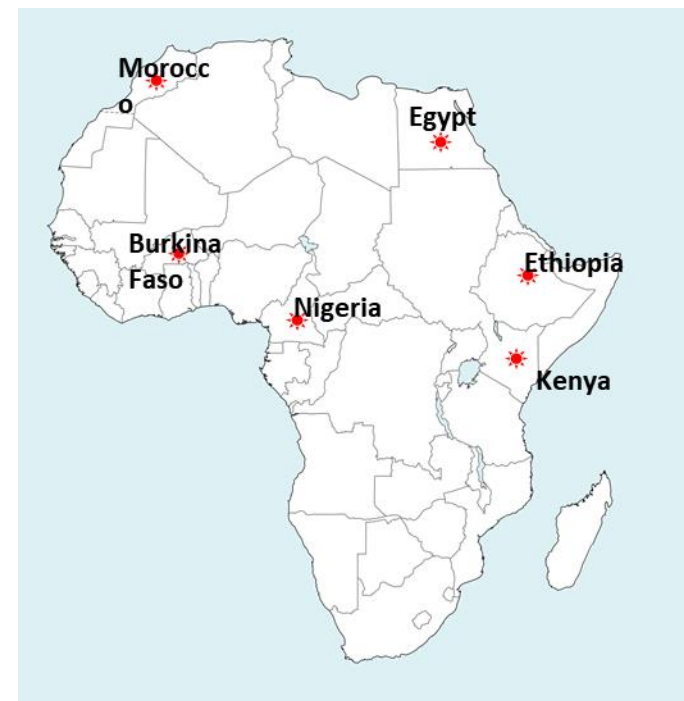 Morocc
o
Egypt
Burkina
Faso
Ethiopia
Nigeria
Kenya